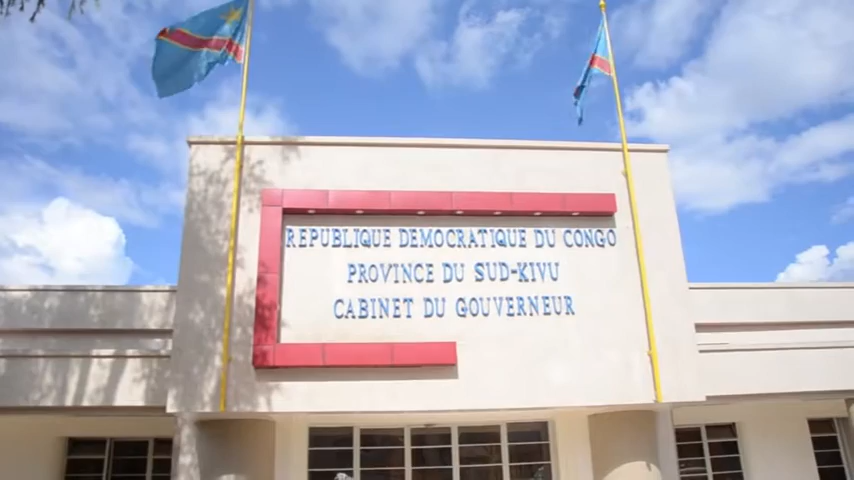 REPUBLIQUE DEMOCRATIQUE DU CONGO
PROVINCE DU SUD-KIVU
CABINET DU GOUVERNEUR